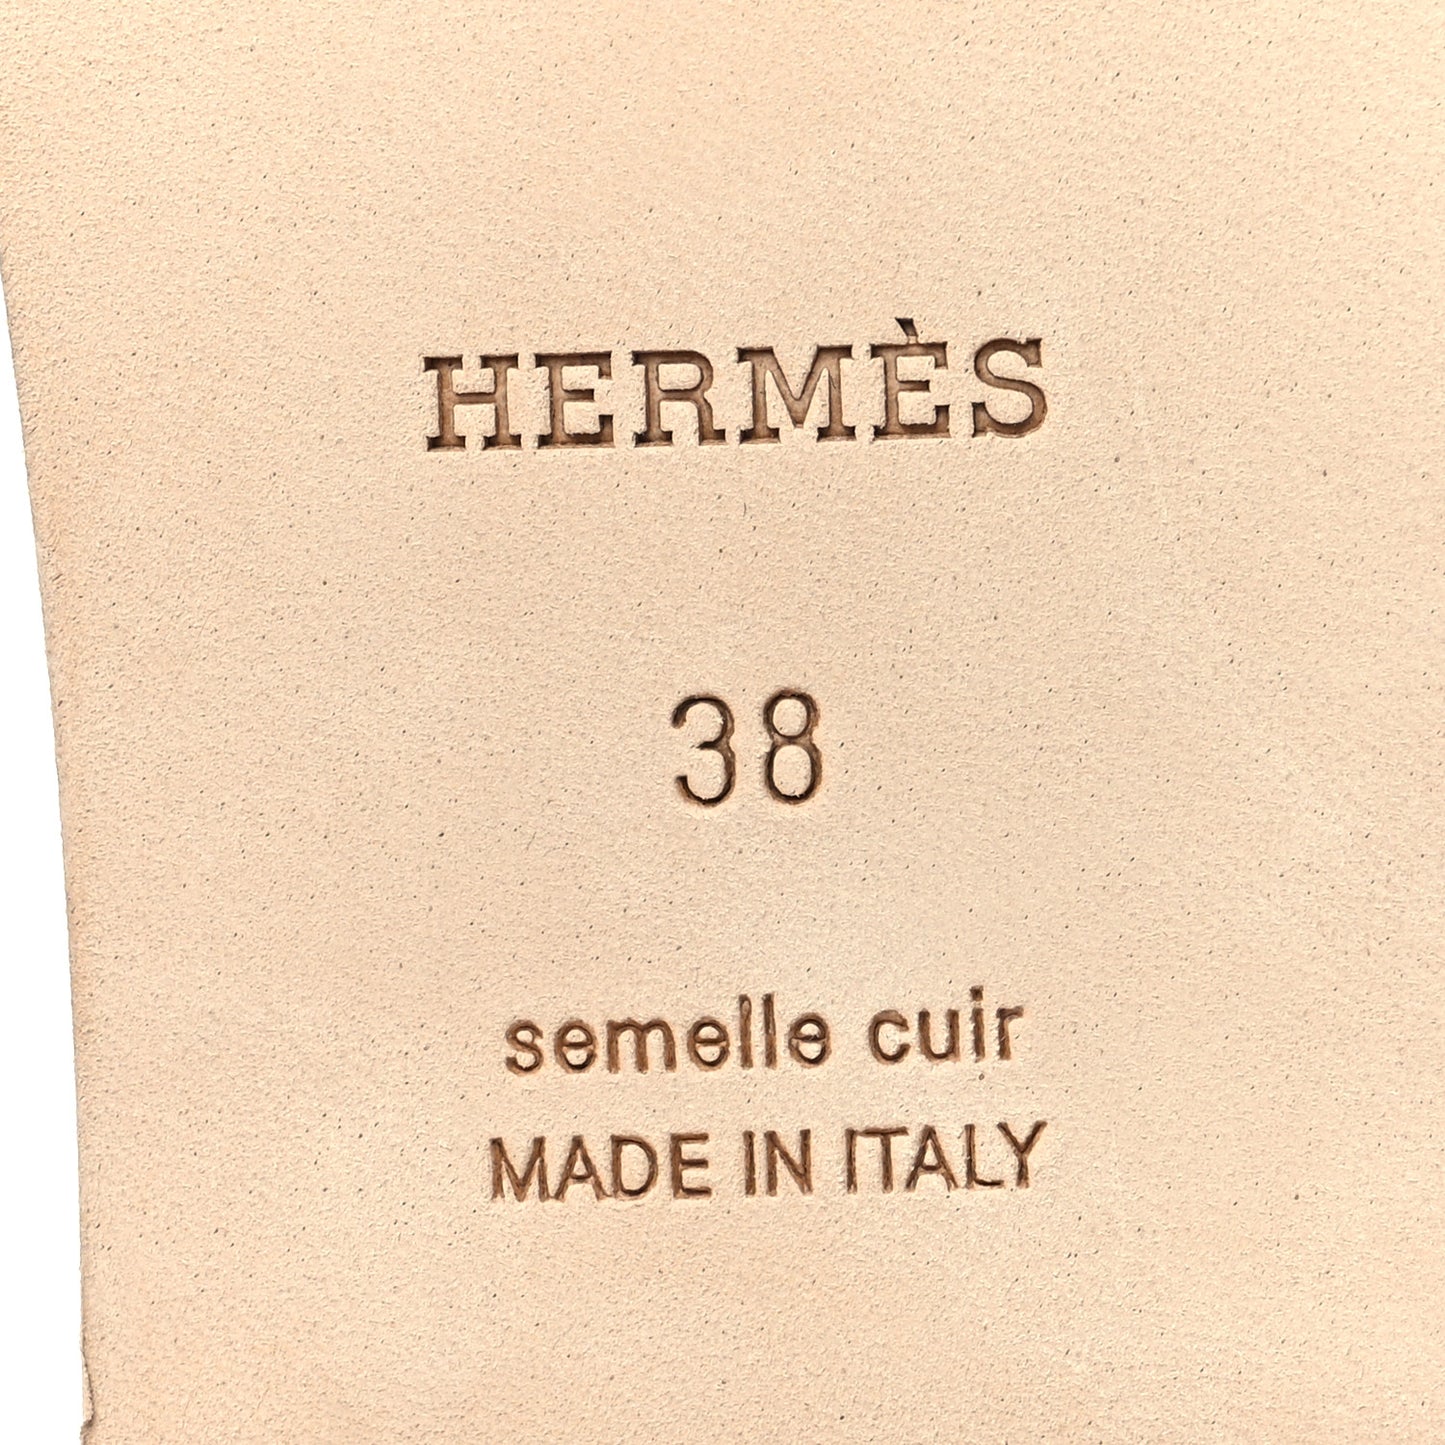 HERMÈS
38
semelle cuir
MADE IN ITALY